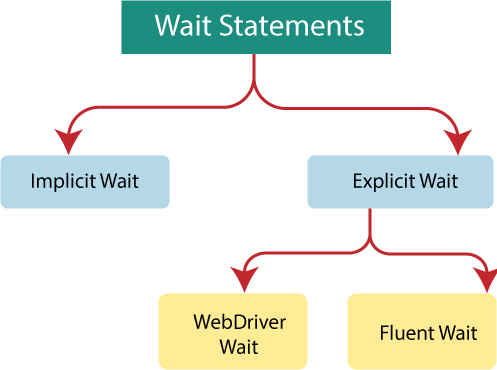 Wait Statements
Implicit Wait
Explicit Wait
WebDriver
Wait
Fluent Wait